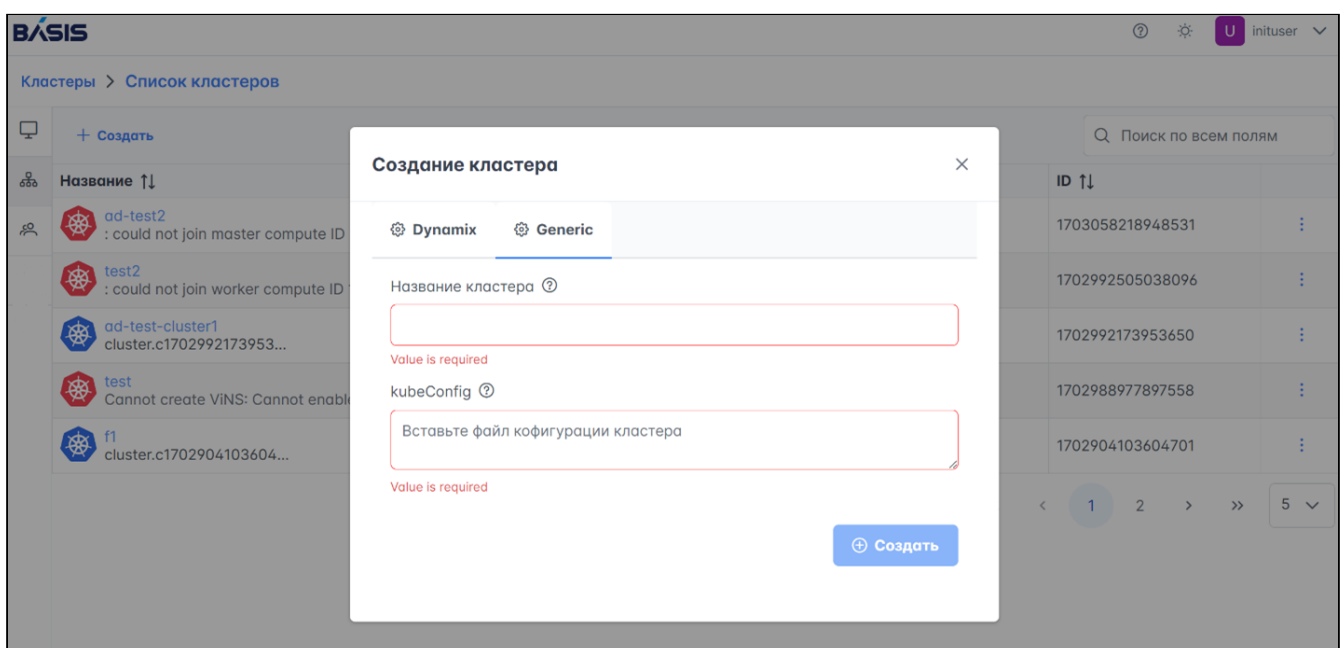 BÁSIS
U inituser
Кластеры > Список кластеров
+ Создать
Поиск по всем полям
Создание кластера
Название
ID
Dynamix Generic
ad-test2
: could not join master compute ID
1703058218948531
Название кластера
test2
: could not join worker compute ID
1702992505038096
ad-test-cluster1
cluster.c1702992173953...
1702992173953650
Value is required
kubeConfig
test
Cannot create ViNS: Cannot
1702988977897558
Вставьте файл кофигурации кластера
f1
cluster.c1702904103604...
1702904103604701
Value is required
< 1 2 > >> 5
Создать